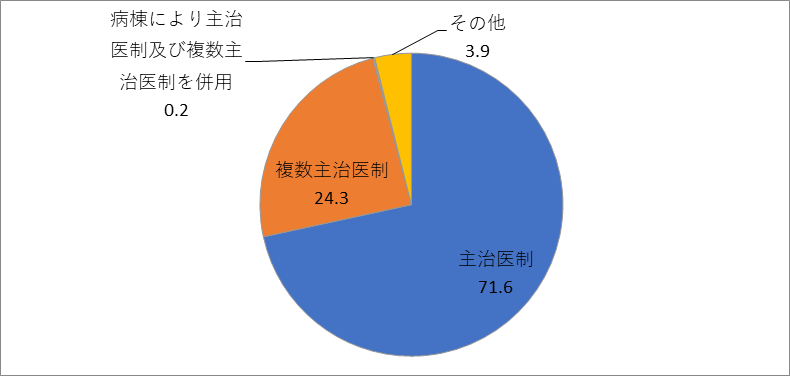 病棟により主治
医制及び複数主
治医制を併用
0.2
その他
3.9
複数主治医制
24.3
主治医制
71.6